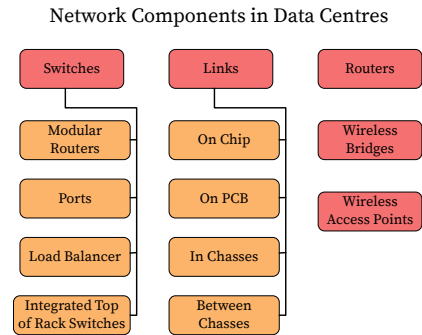 Network Components in Data Centres
Switches
Modular
Routers
Ports
Load Balancer
Integrated Top
of Rack Switches
Links
On Chip
On PCB
In Chasses
Between
Chasses
Routers
Wireless
Bridges
Wireless
Access Points